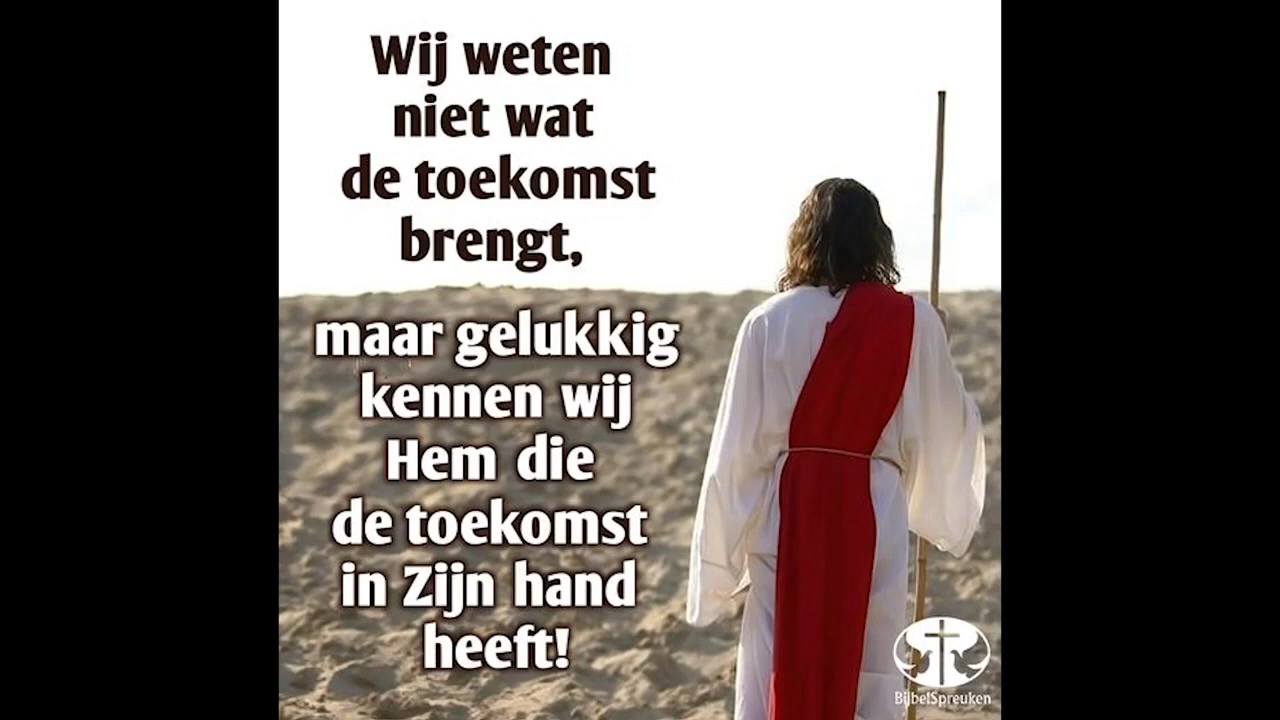 Wij weten
niet wat
de toekomst
brengt,
maar gelukkig
kennen wij
Hem die
de toekomst
in Zijn hand
heeft!
BijbelSpreuken